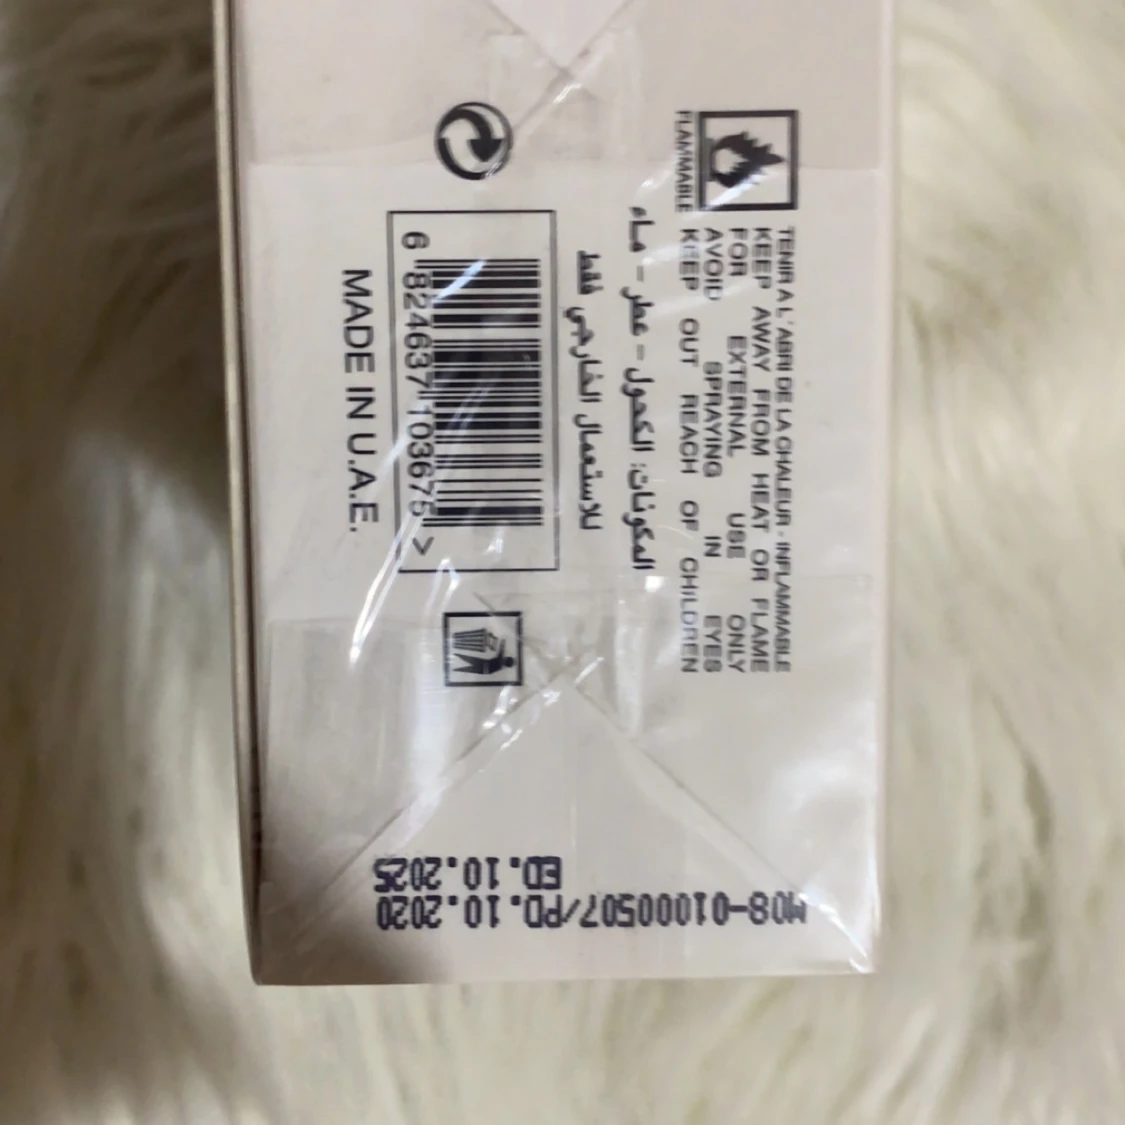 TENIR A L'ABRI DE LA CHALEUR - INFLAMMABLE
KEEP AWAY FROM HEAT OR FLAME
FOR EXTERNAL USE ONLY
AVOID SPRAYING IN EYES
KEEP OUT REACH OF CHILDREN
FLAMMABLE
المكونات: الكحول - عطر - ماء
للاستعمال الخارجي فقط
6 824637 103675 >
MADE IN U.A.E.
M08-01000507/PD.10.2020
ED.10.2025